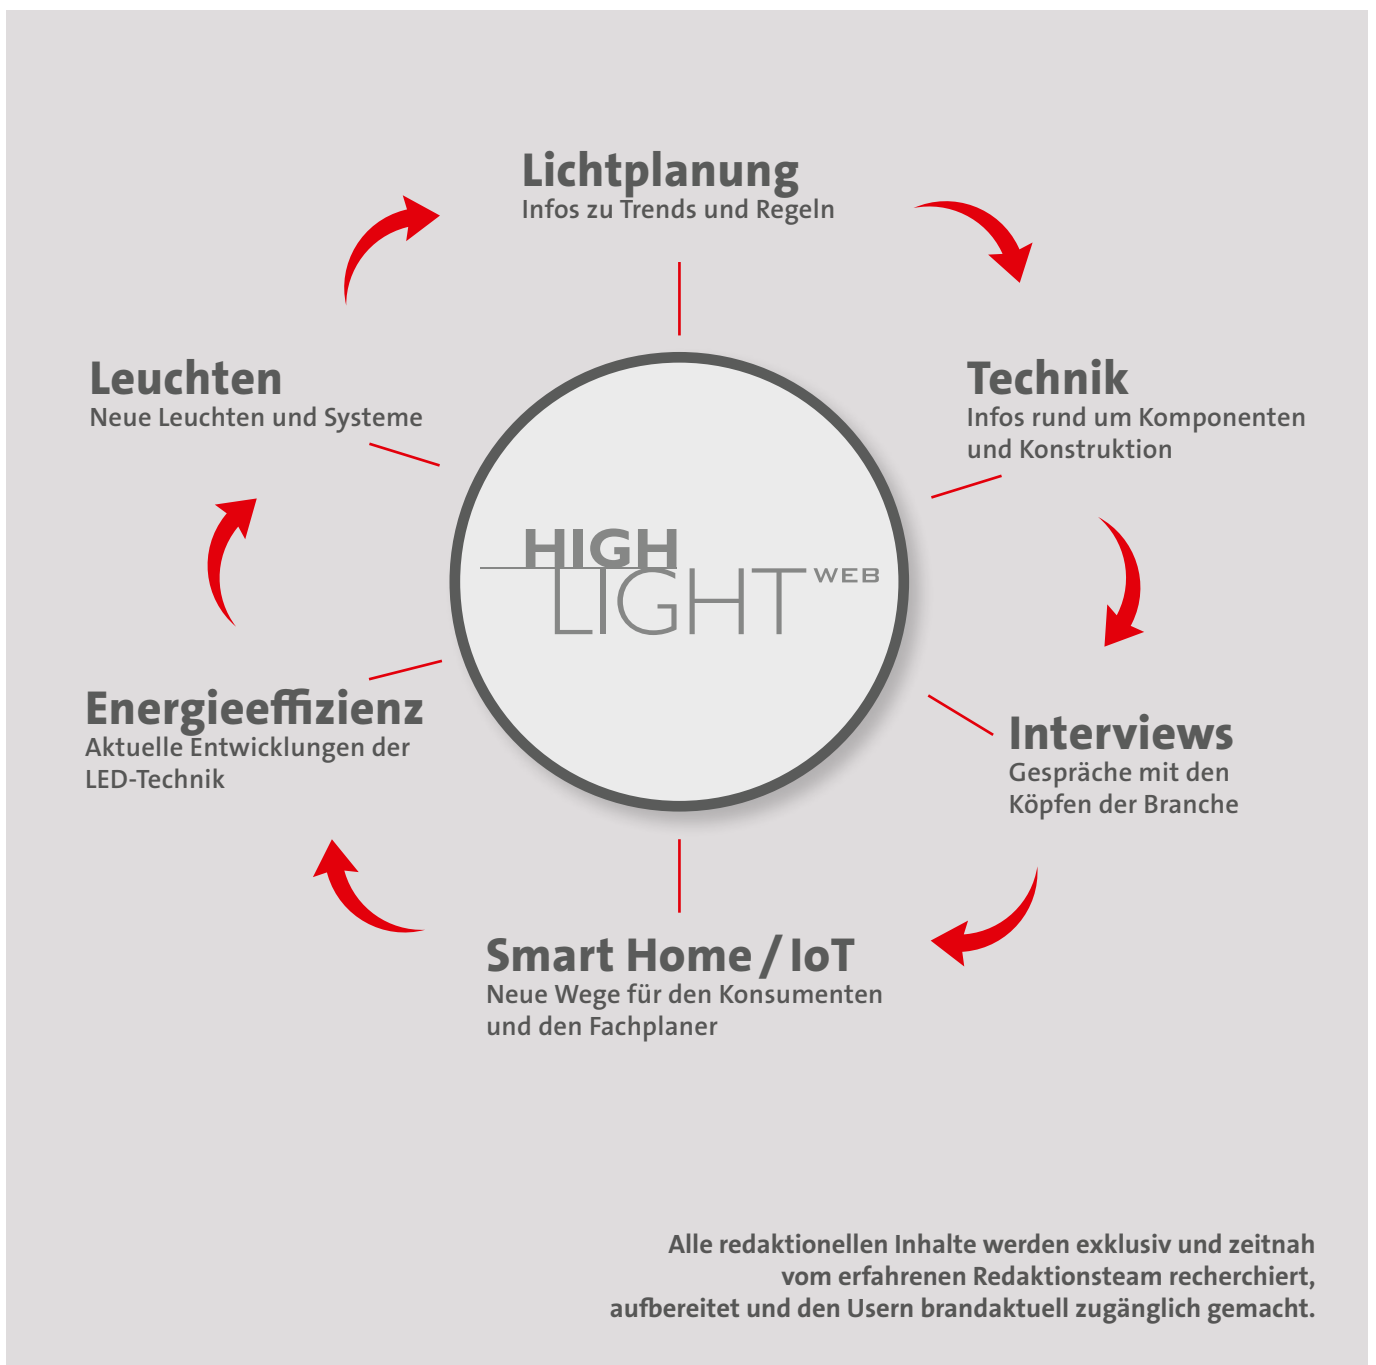 Lichtplanung
Infos zu Trends und Regeln
Technik
Infos rund um Komponenten
und Konstruktion
Interviews
Gespräche mit den
Köpfen der Branche
Smart Home / IoT
Neue Wege für den Konsumenten
und den Fachplaner
Energieeffizienz
Aktuelle Entwicklungen der
LED-Technik
Leuchten
Neue Leuchten und Systeme
HIGH
LIGHT WEB
Alle redaktionellen Inhalte werden exklusiv und zeitnah
vom erfahrenen Redaktionsteam recherchiert,
aufbereitet und den Usern brandaktuell zugänglich gemacht.